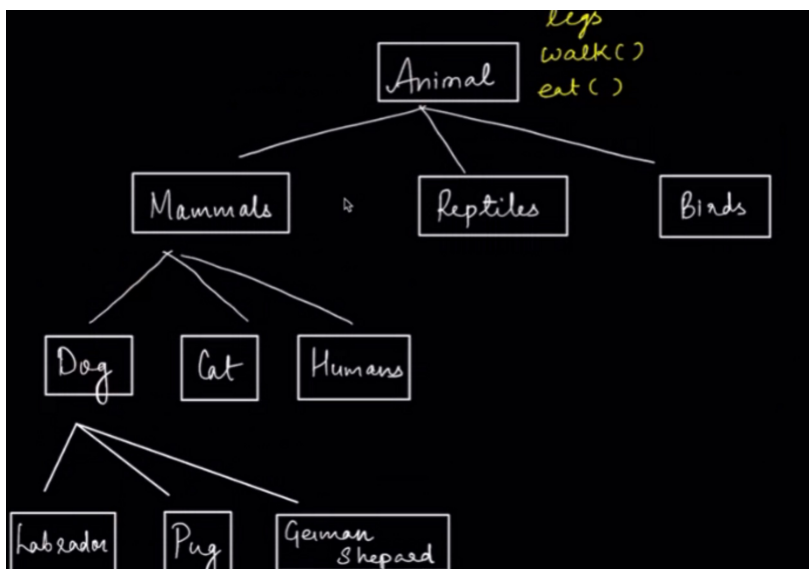 legs
walk()
eat()
Animal
Mammals
Reptiles
Birds
Dog
Cat
Humans
Labrador
Pug
German
Shepard